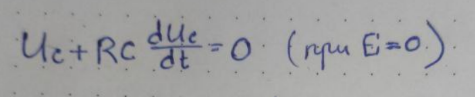 Uc + RC dUc/dt = 0 (при E=0)